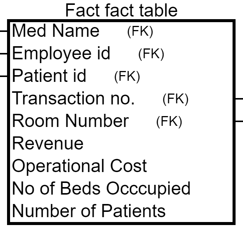 Fact fact table
Med Name (FK)
Employee id (FK)
Patient id (FK)
Transaction no. (FK)
Room Number (FK)
Revenue
Operational Cost
No of Beds Occcupied
Number of Patients